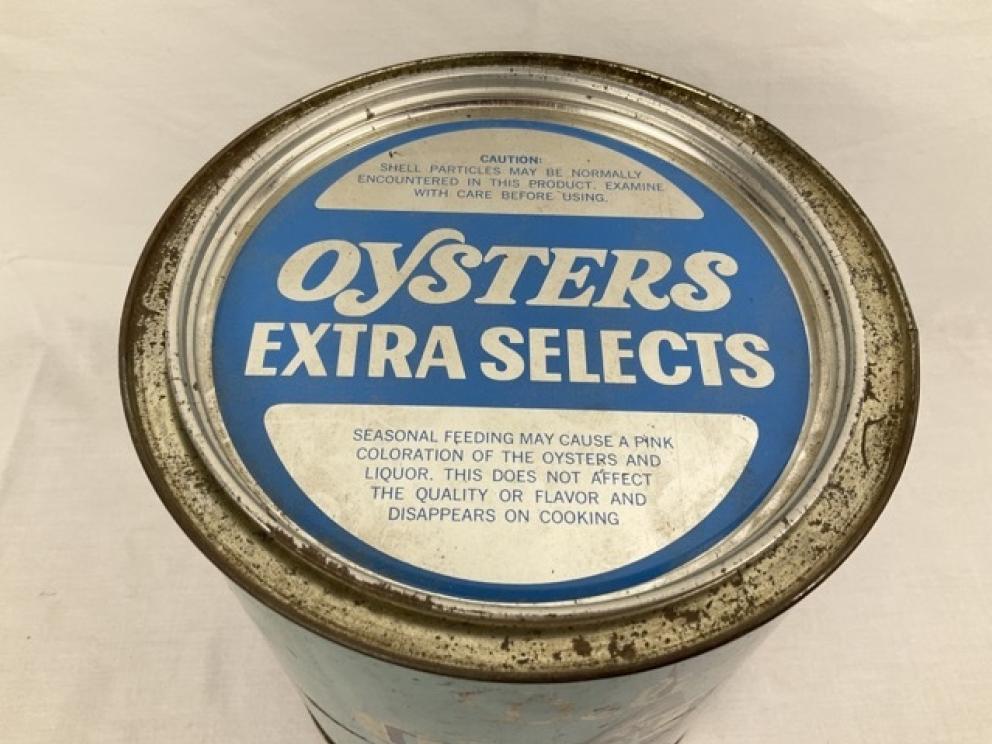 CAUTION:
SHELL PARTICLES MAY BE NORMALLY
ENCOUNTERED IN THIS PRODUCT. EXAMINE
WITH CARE BEFORE USING.
OYSTERS
EXTRA SELECTS
SEASONAL FEEDING MAY CAUSE A PINK
COLORATION OF THE OYSTERS AND
LIQUOR. THIS DOES NOT AFFECT
THE QUALITY OR FLAVOR AND
DISAPPEARS ON COOKING